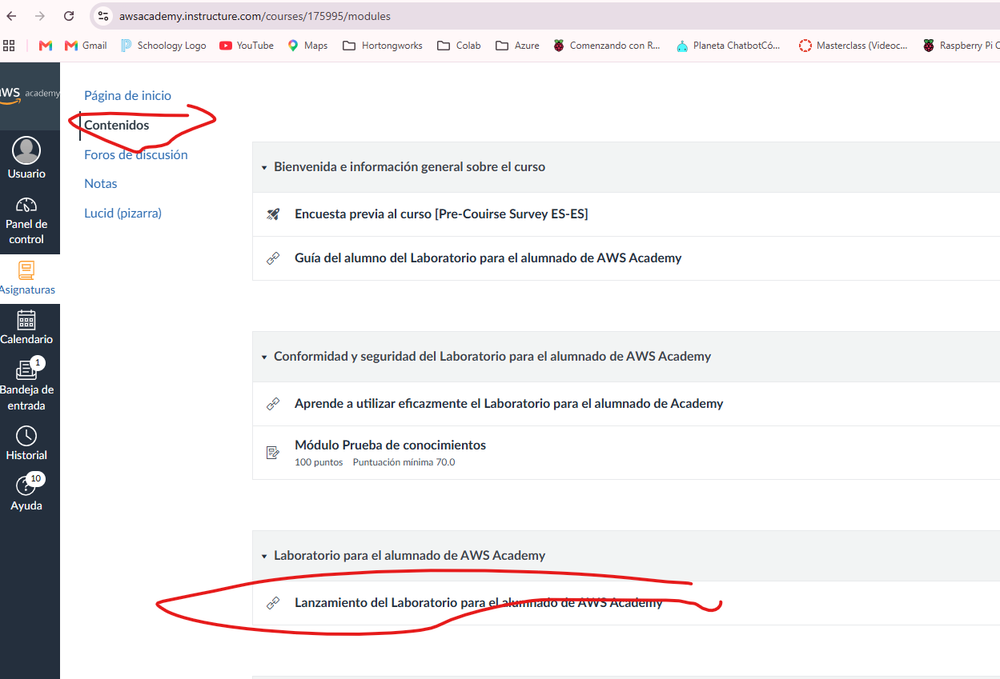 awsacademy.instructure.com/courses/175995/modules
Gmail
Schoology Logo
YouTube
Maps
Hortongworks
Colab
Azure
Comenzando con R...
Planeta ChatbotCó...
Masterclass (Videoc...
Raspberry Pi C
aws academy
Usuario
Panel de
control
Asignaturas
Calendario
1
Bandeja de
entrada
Historial
10
Ayuda
Página de inicio
Contenidos
Foros de discusión
Notas
Lucid (pizarra)
Bienvenida e información general sobre el curso
Encuesta previa al curso [Pre-Couirse Survey ES-ES]
Guía del alumno del Laboratorio para el alumnado de AWS Academy
Conformidad y seguridad del Laboratorio para el alumnado de AWS Academy
Aprende a utilizar eficazmente el Laboratorio para el alumnado de Academy
Módulo Prueba de conocimientos
100 puntos Puntuación mínima 70.0
Laboratorio para el alumnado de AWS Academy
Lanzamiento del Laboratorio para el alumnado de AWS Academy